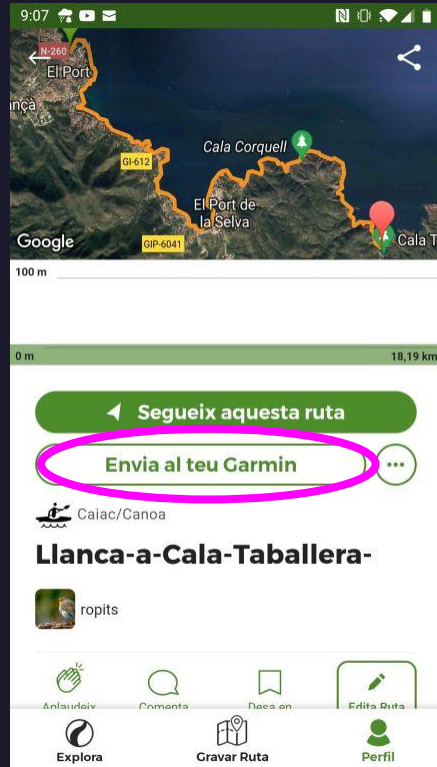 9:07
N-260
El Port
nçà
GI-612
Cala Corquell
El Port de
la Selva
Google
GIP-6041
Cala T
100 m
0 m
18,19 km
Segueix aquesta ruta
Envia al teu Garmin
Caiac/Canoa
Llanca-a-Cala-Taballera-
ropits
Aplaudeix
Comenta
Desa en
Edita Ruta
Explora
Gravar Ruta
Perfil